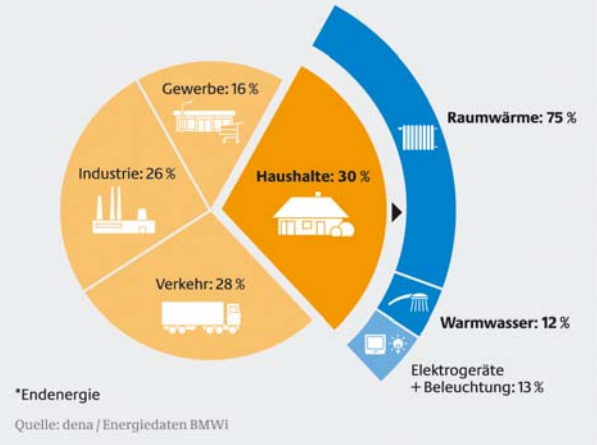 Gewerbe: 16 %
Raumwärme: 75 %
Industrie: 26 %
Haushalte: 30 %
Verkehr: 28 %
Warmwasser: 12 %
Elektrogeräte
+ Beleuchtung: 13 %
*Endenergie
Quelle: dena / Energiedaten BMWi